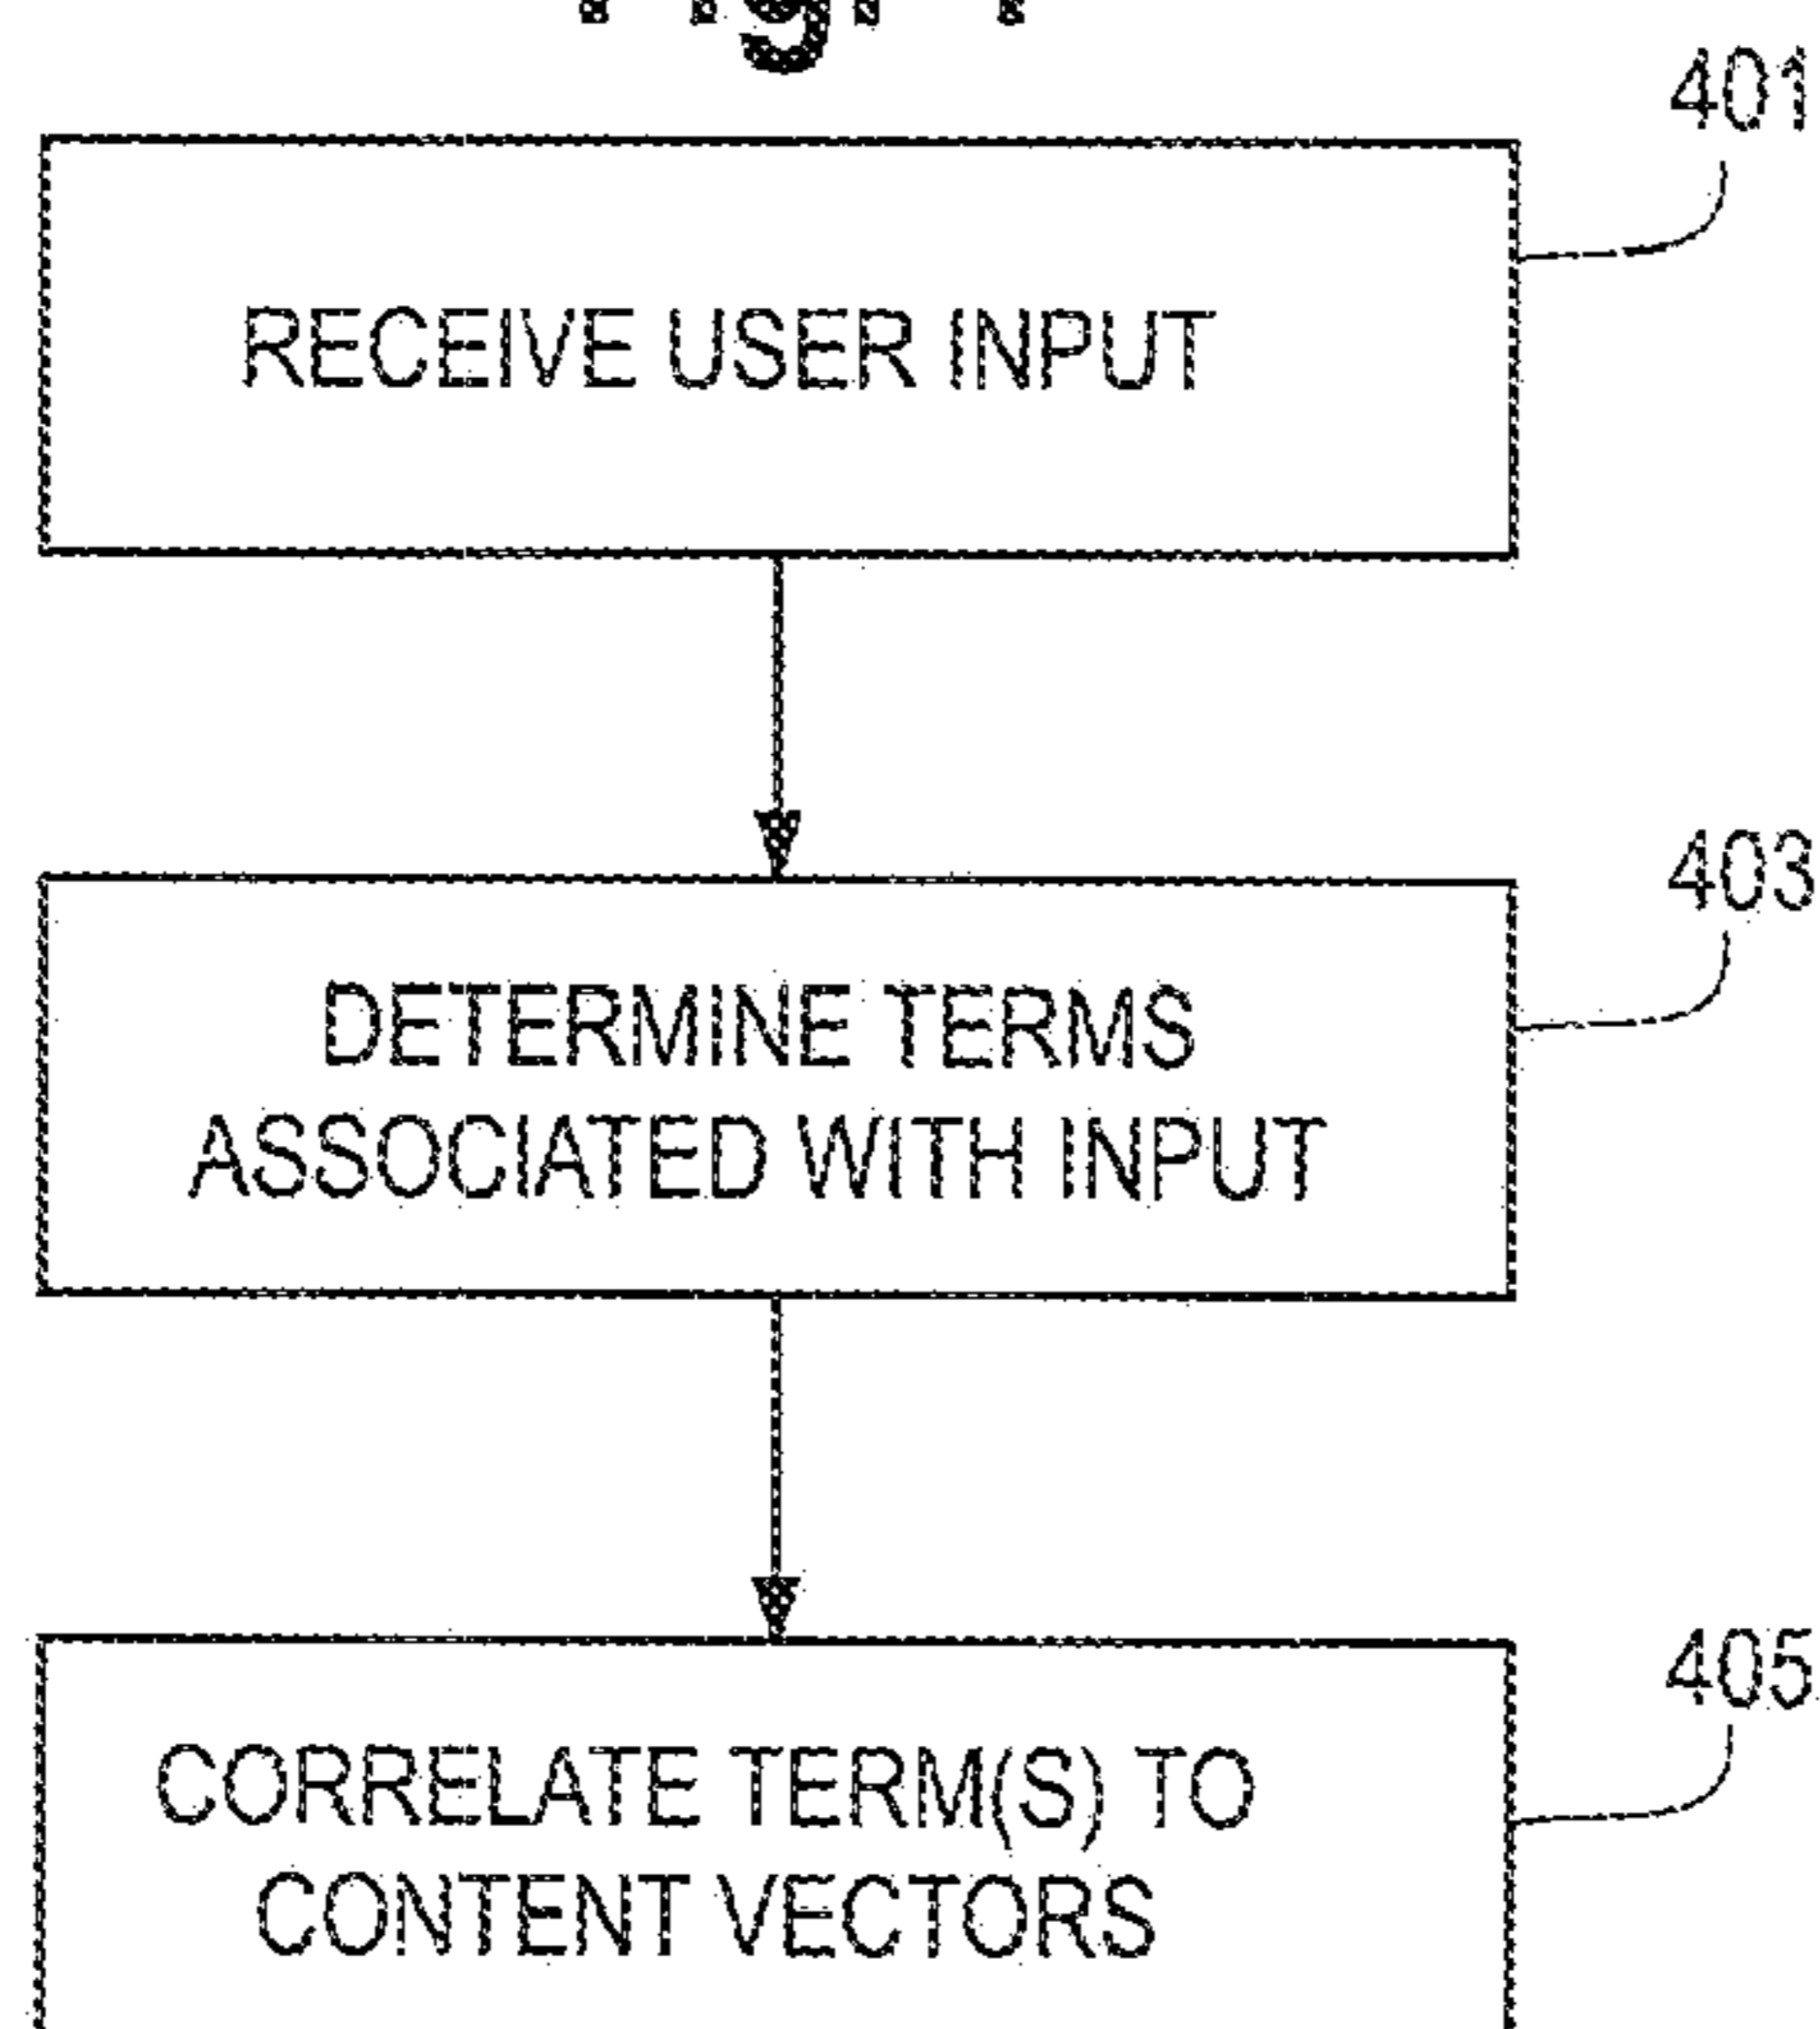 401
RECEIVE USER INPUT
403
DETERMINE TERMS
ASSOCIATED WITH INPUT
405
CORRELATE TERM(S) TO
CONTENT VECTORS